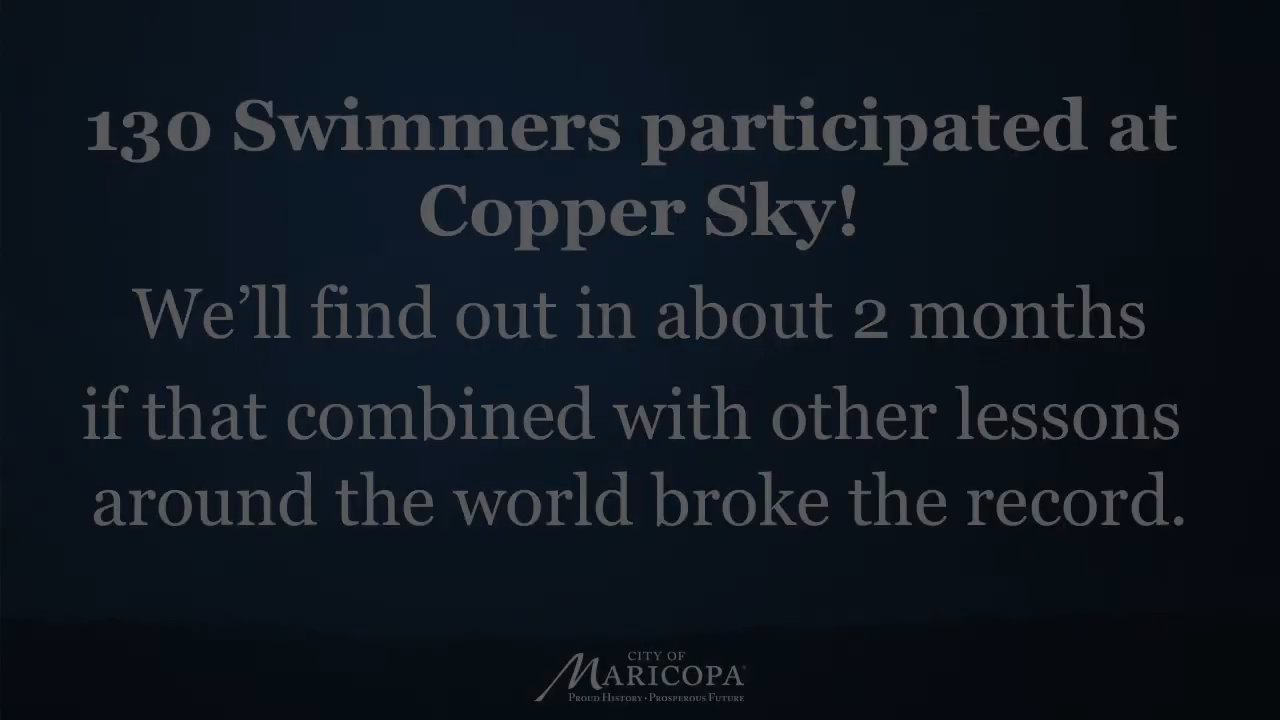 130 Swimmers participated at
Copper Sky!
We’ll find out in about 2 months
if that combined with other lessons
around the world broke the record.
CITY OF
MARICOPA
PROUD HISTORY · PROSPEROUS FUTURE